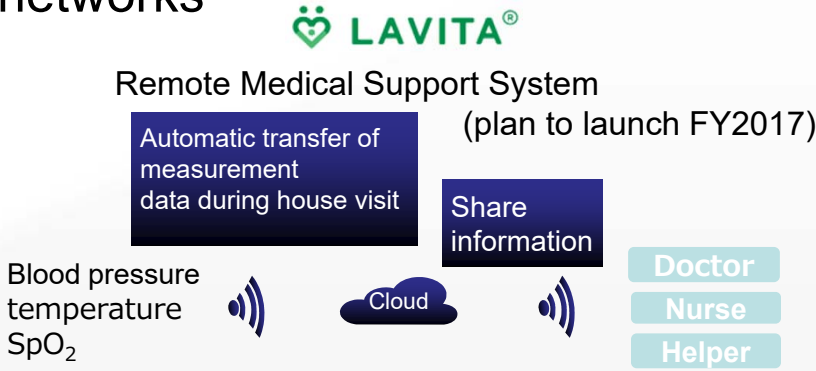 networks
LAVITA®
Remote Medical Support System
(plan to launch FY2017)
Automatic transfer of
measurement
data during house visit
Share
information
Blood pressure
temperature
SpO₂
Cloud
Doctor
Nurse
Helper